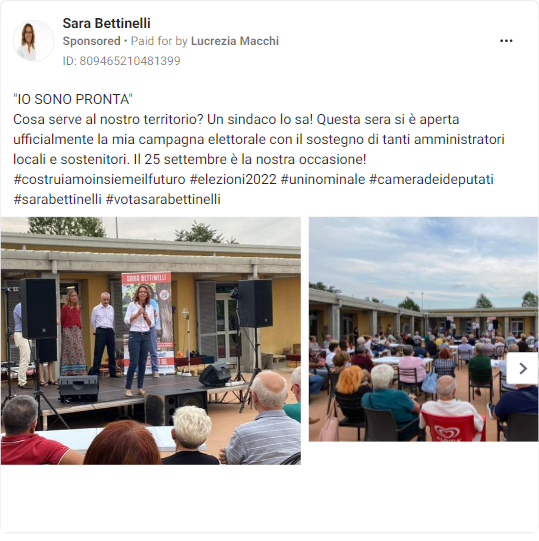 Sara Bettinelli
Sponsored • Paid for by Lucrezia Macchi
ID: 809465210481399
"IO SONO PRONTA"
Cosa serve al nostro territorio? Un sindaco lo sa! Questa sera si è aperta
ufficialmente la mia campagna elettorale con il sostegno di tanti amministratori
locali e sostenitori. Il 25 settembre è la nostra occasione!
#costruiamoinsiemeilfuturo #elezioni2022 #uninominale #cameradeideputati
#sarabettinelli #votasarabettinelli
SARA BETTINELLI